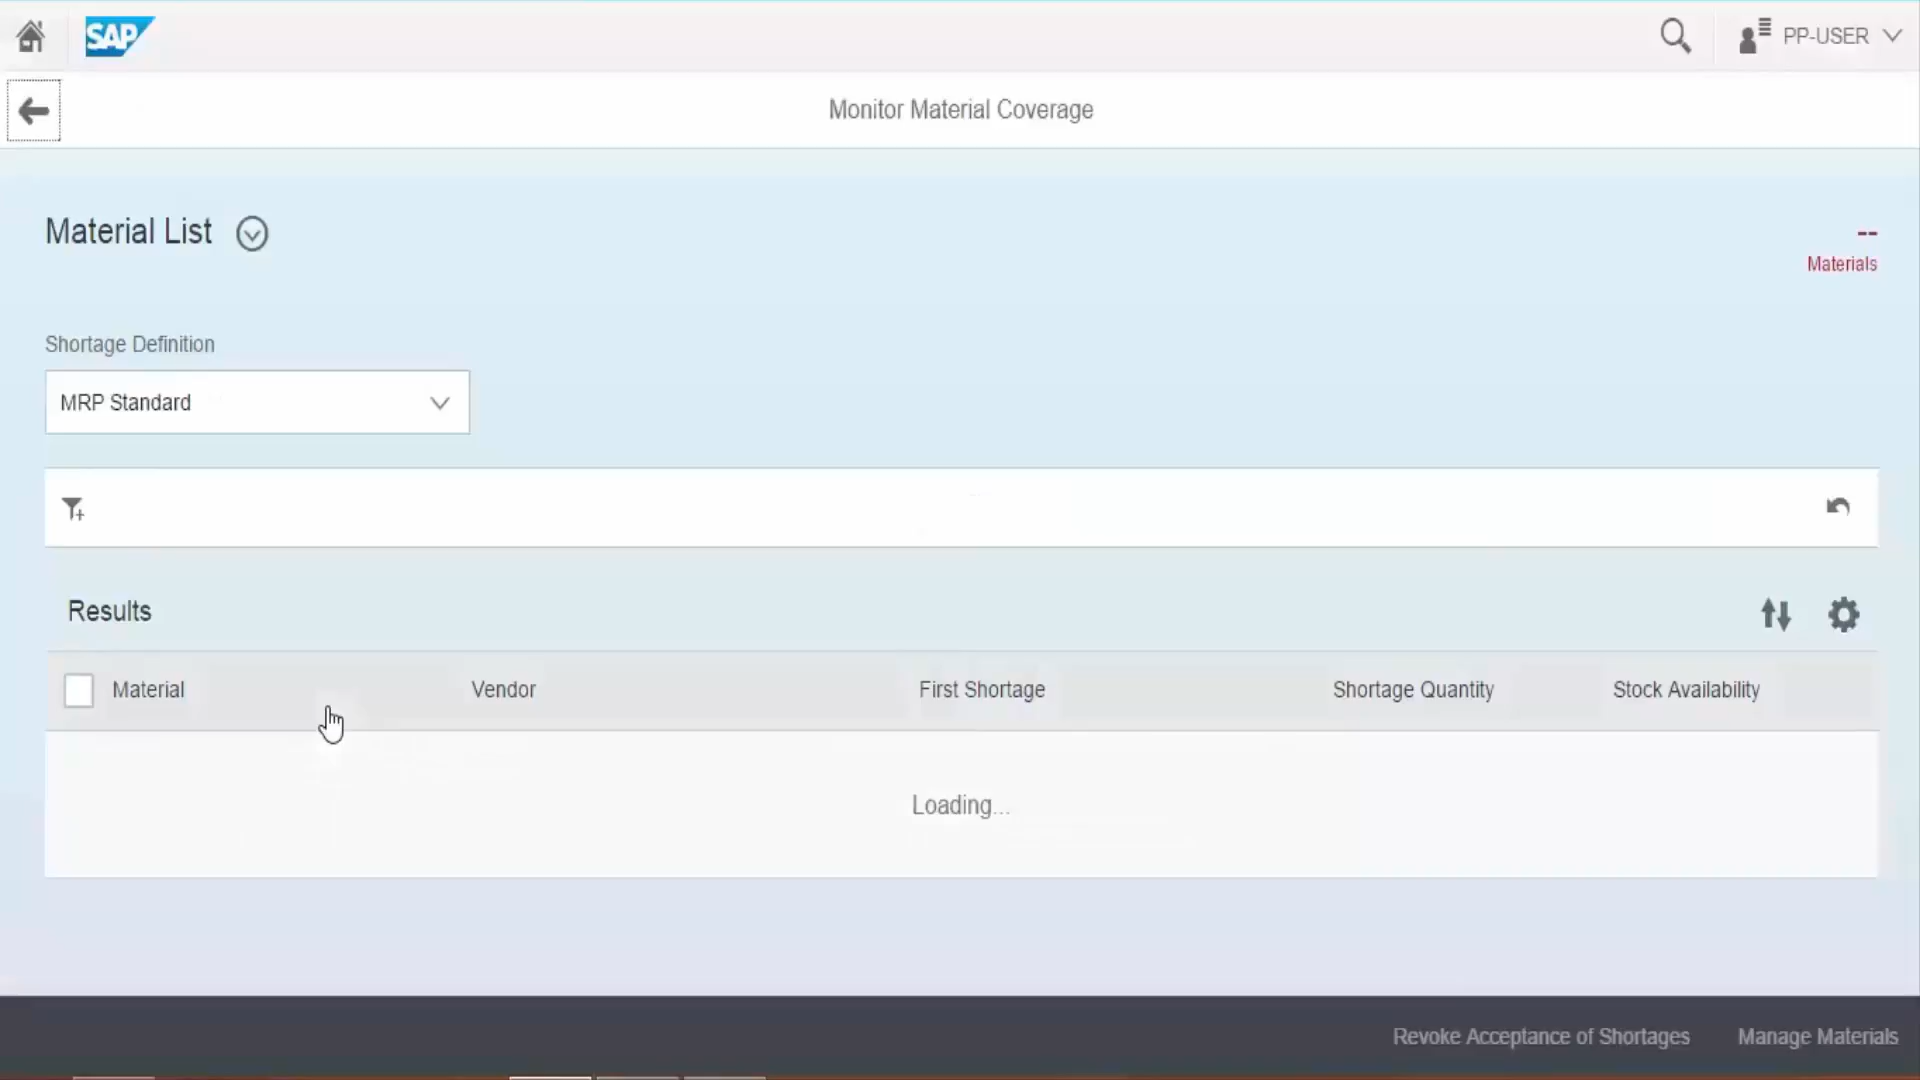 SAP
PP-USER
Monitor Material Coverage
Material List
--
Materials
Shortage Definition
MRP Standard
Results
Material Vendor First Shortage Shortage Quantity Stock Availability
Loading...
Revoke Acceptance of Shortages Manage Materials